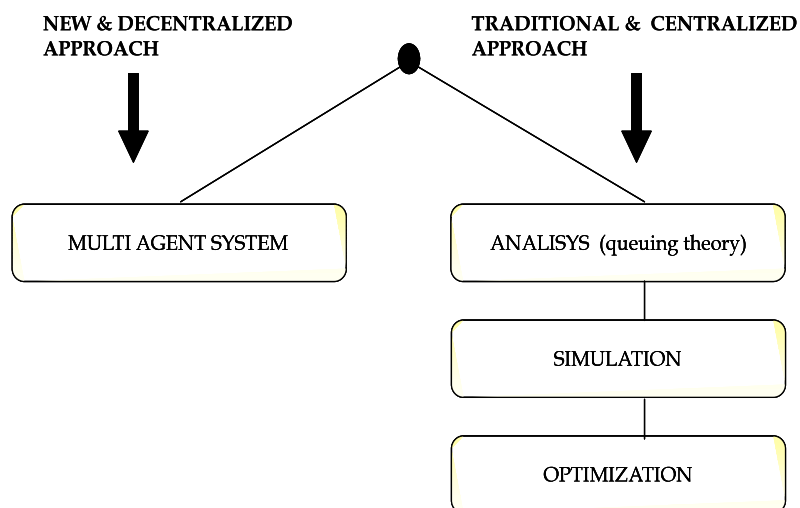 NEW & DECENTRALIZED
APPROACH
TRADITIONAL & CENTRALIZED
APPROACH
MULTI AGENT SYSTEM
ANALISYS (queuing theory)
SIMULATION
OPTIMIZATION